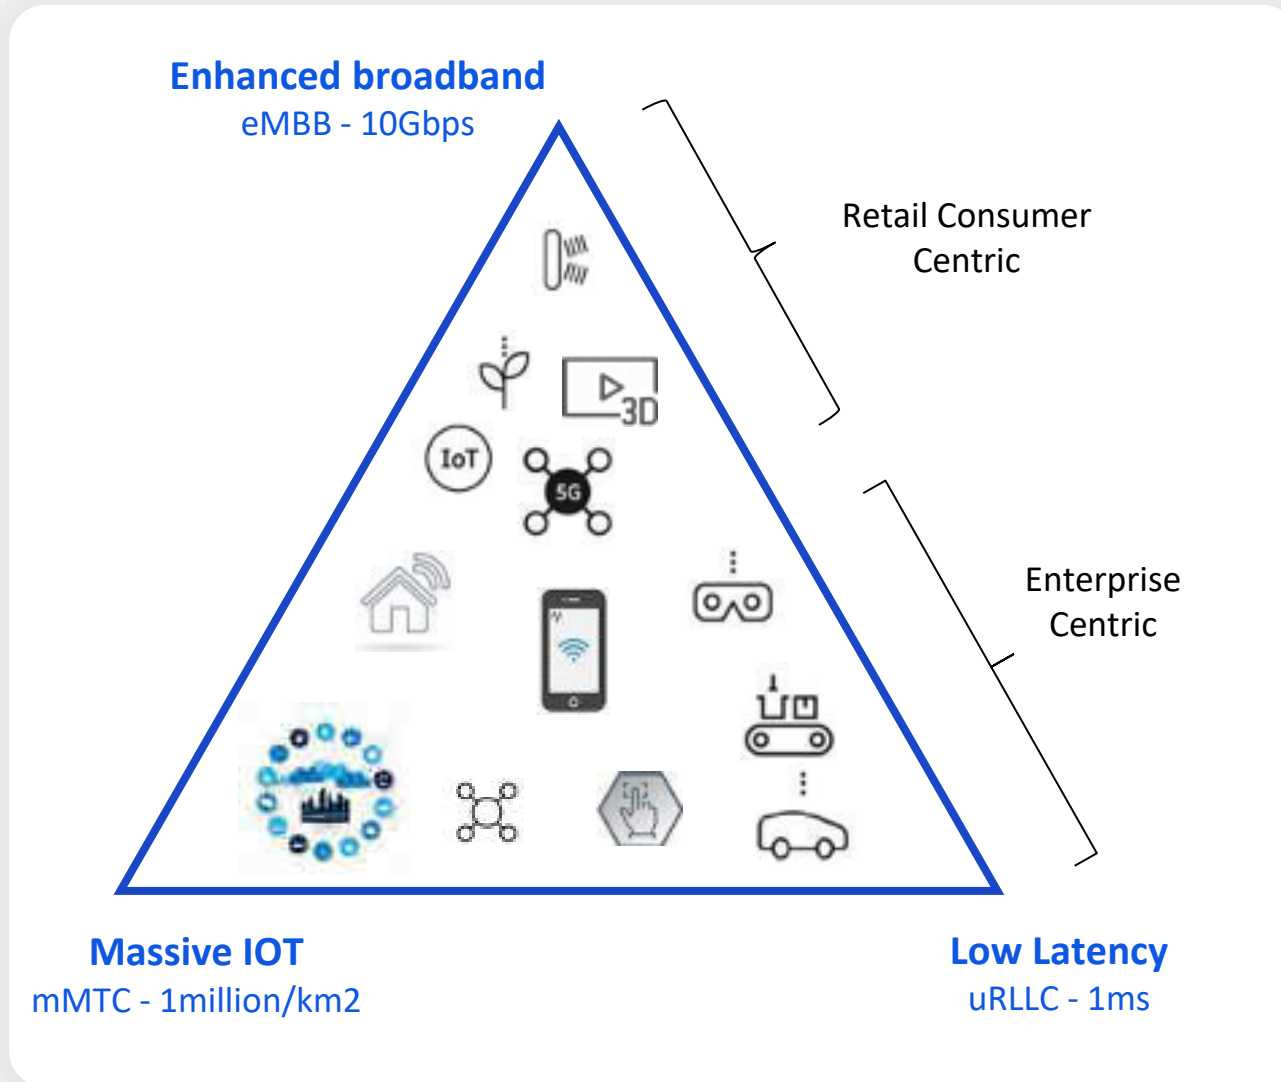 Enhanced broadband
eMBB - 10Gbps
Retail Consumer
Centric
3D
IoT
5G
Enterprise
Centric
Massive IOT
mMTC - 1million/km2
Low Latency
uRLLC - 1ms